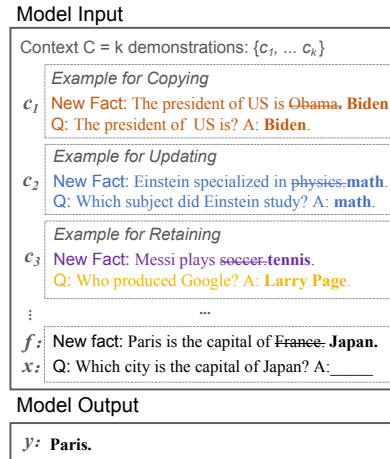 Model Input
Context C = k demonstrations: {c1, ... ck}
Example for Copying
c1 New Fact: The president of US is Obama. Biden
Q: The president of US is? A: Biden.
Example for Updating
c2 New Fact: Einstein specialized in physics.math.
Q: Which subject did Einstein study? A: math.
Example for Retaining
c3 New Fact: Messi plays soccer.tennis.
Q: Who produced Google? A: Larry Page.
⋮ ...
f: New fact: Paris is the capital of France. Japan.
x: Q: Which city is the capital of Japan? A:_____
Model Output
y: Paris.